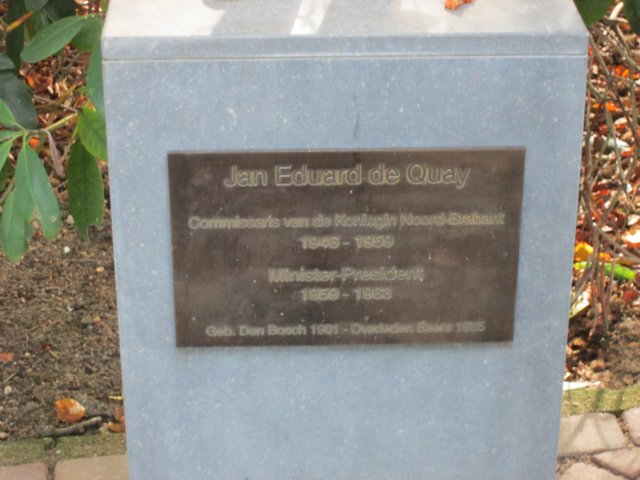 Jan Eduard de Quay
Commissaris van de Koningin Noord-Brabant
1946 - 1959
Minister-President
1959 - 1963
Geb. Den Bosch 1901 - Overleden Beers 1985